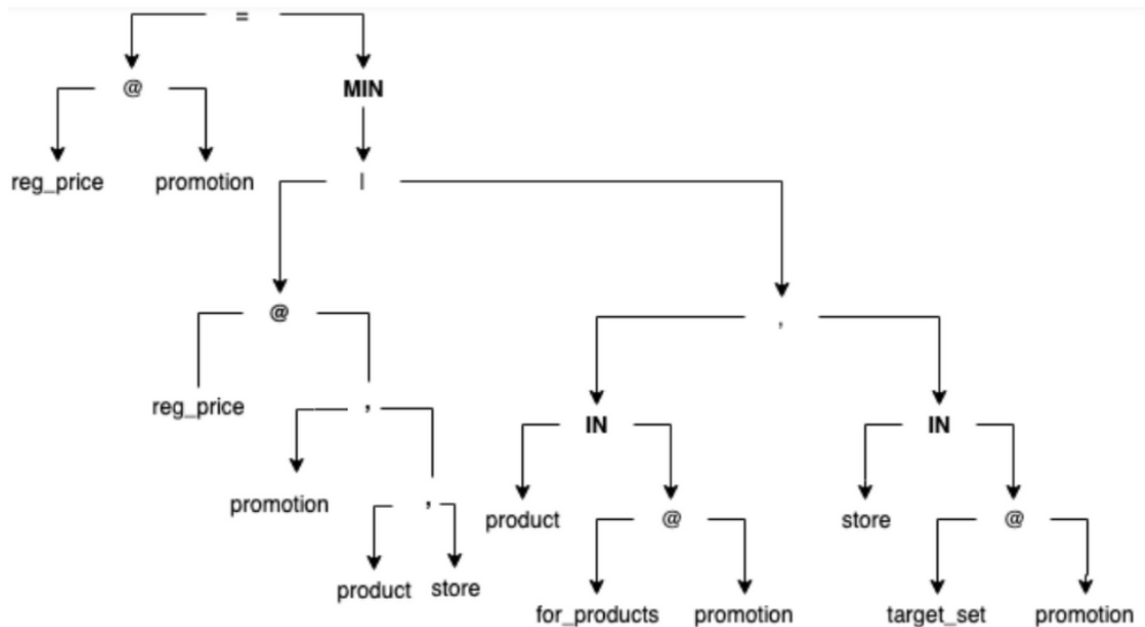 =
@ MIN
reg_price promotion |
@ ,
reg_price ,
IN IN
promotion , product @ store @
product store for_products promotion target_set promotion